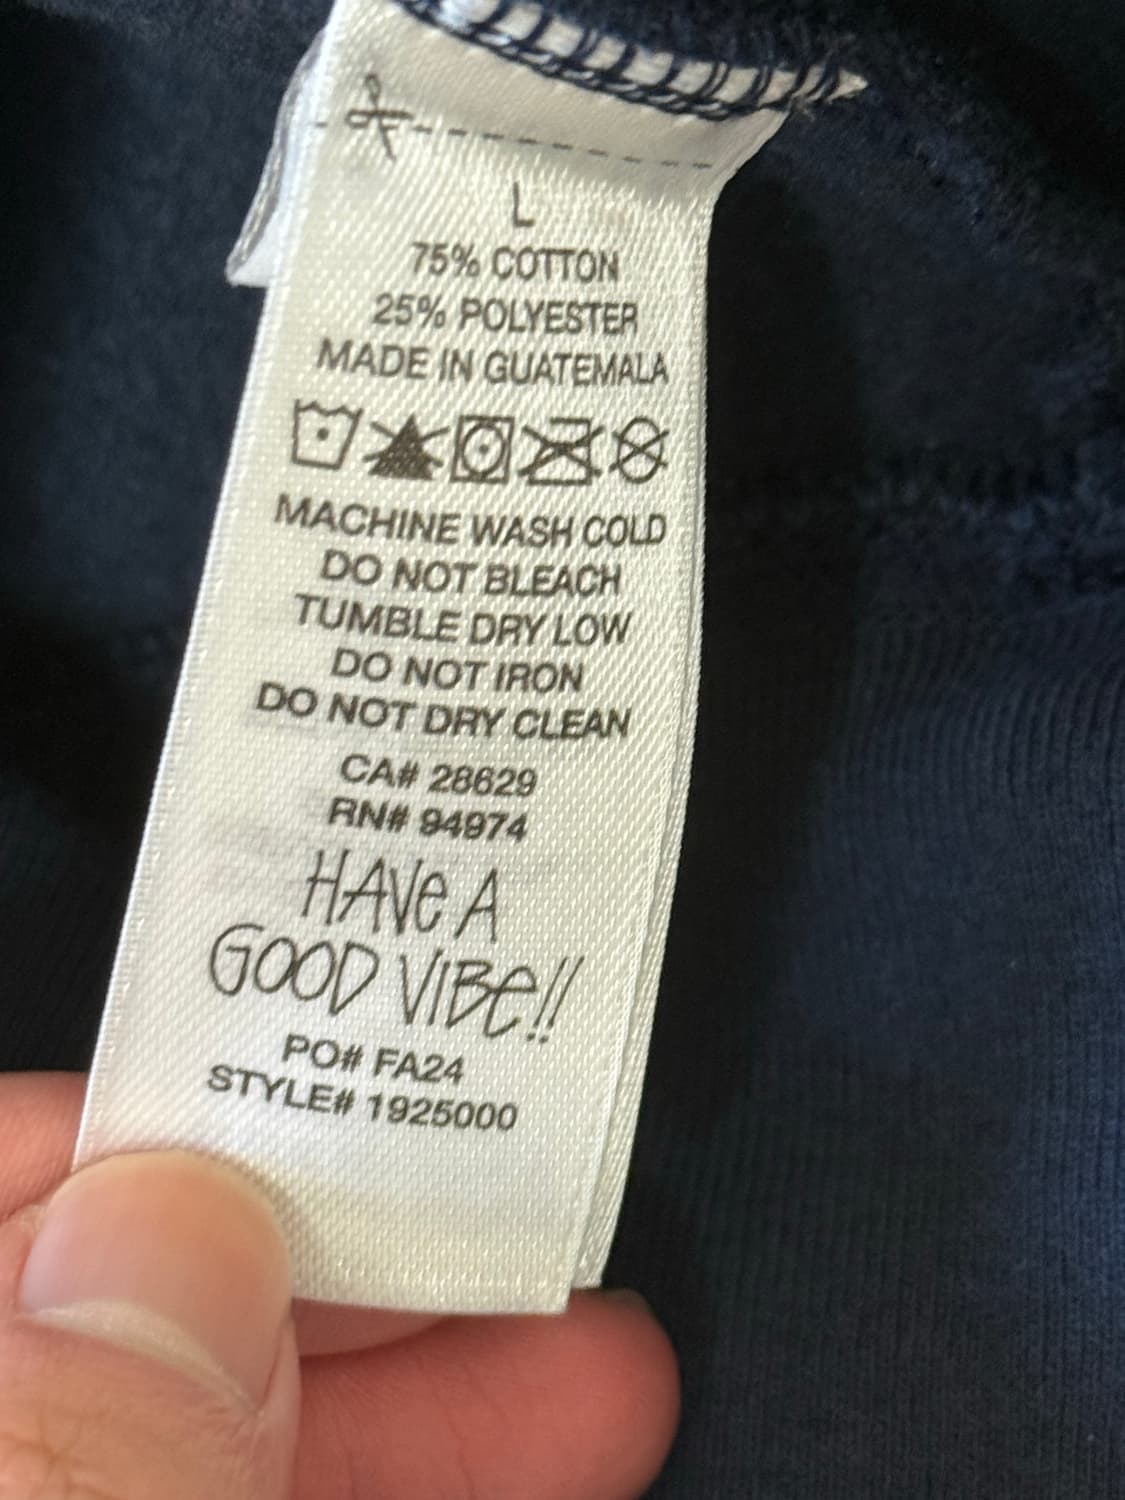 L
75% COTTON
25% POLYESTER
MADE IN GUATEMALA
MACHINE WASH COLD
DO NOT BLEACH
TUMBLE DRY LOW
DO NOT IRON
DO NOT DRY CLEAN
CA# 28629
RN# 94974
HAVe A
GOOD VIBe!!
PO# FA24
STYLE# 1925000